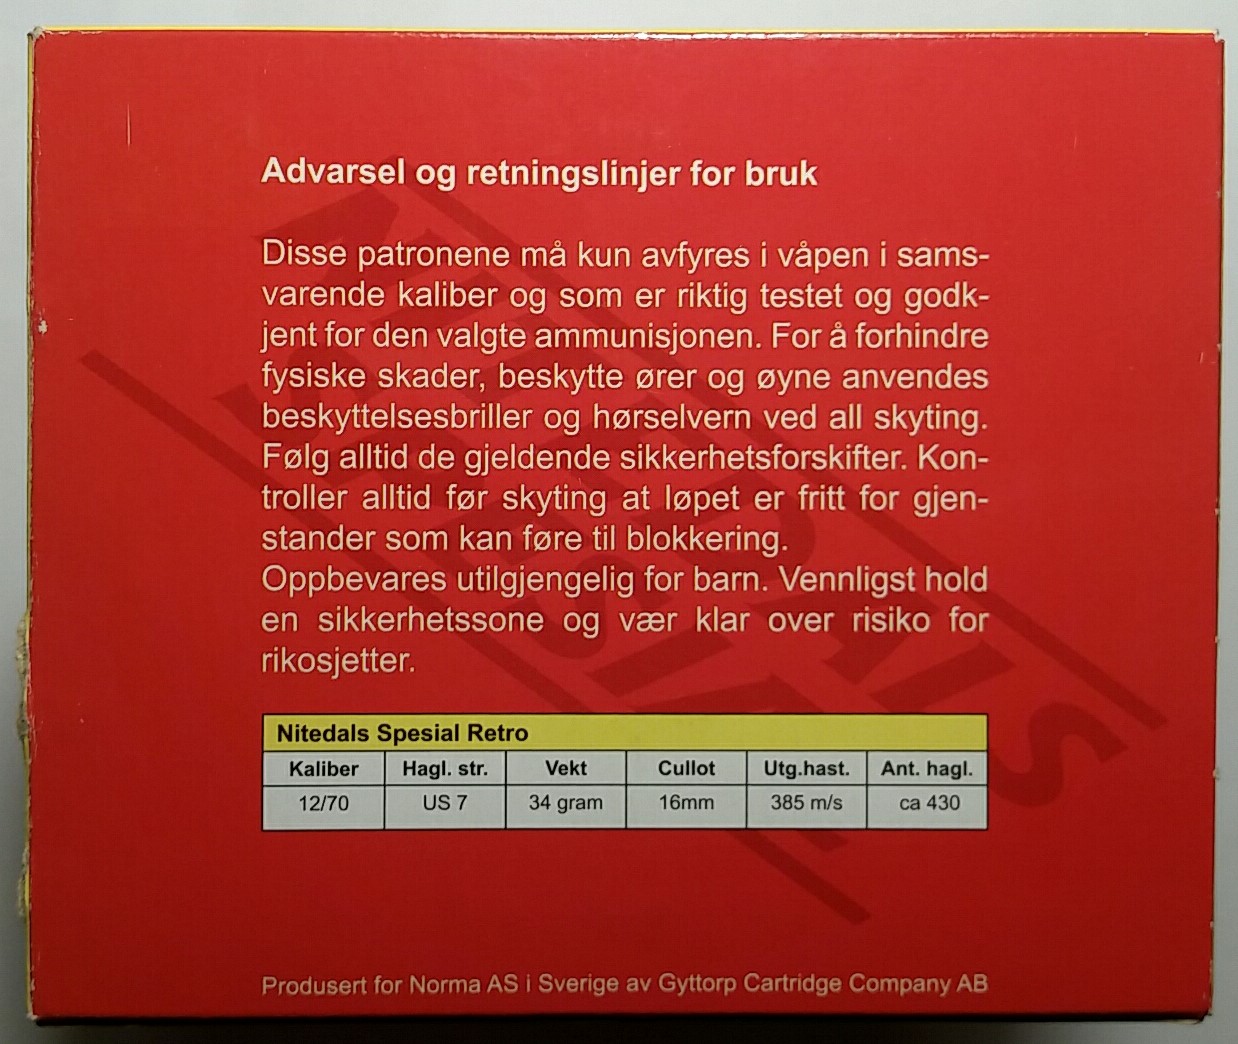 Advarsel og retningslinjer for bruk
Disse patronene må kun avfyres i våpen i sams-
varende kaliber og som er riktig testet og godk-
jent for den valgte ammunisjonen. For å forhindre
fysiske skader, beskytte ører og øyne anvendes
beskyttelsesbriller og hørselvern ved all skyting.
Følg alltid de gjeldende sikkerhetsforskifter. Kon-
troller alltid før skyting at løpet er fritt for gjen-
stander som kan føre til blokkering.
Oppbevares utilgjengelig for barn. Vennligst hold
en sikkerhetssone og vær klar over risiko for
rikosjetter.
NITEDALS
SPESIAL
Nitedals Spesial Retro
Kaliber Hagl. str. Vekt Cullot Utg.hast. Ant. hagl.
12/70 US 7 34 gram 16mm 385 m/s ca 430
Produsert for Norma AS i Sverige av Gyttorp Cartridge Company AB